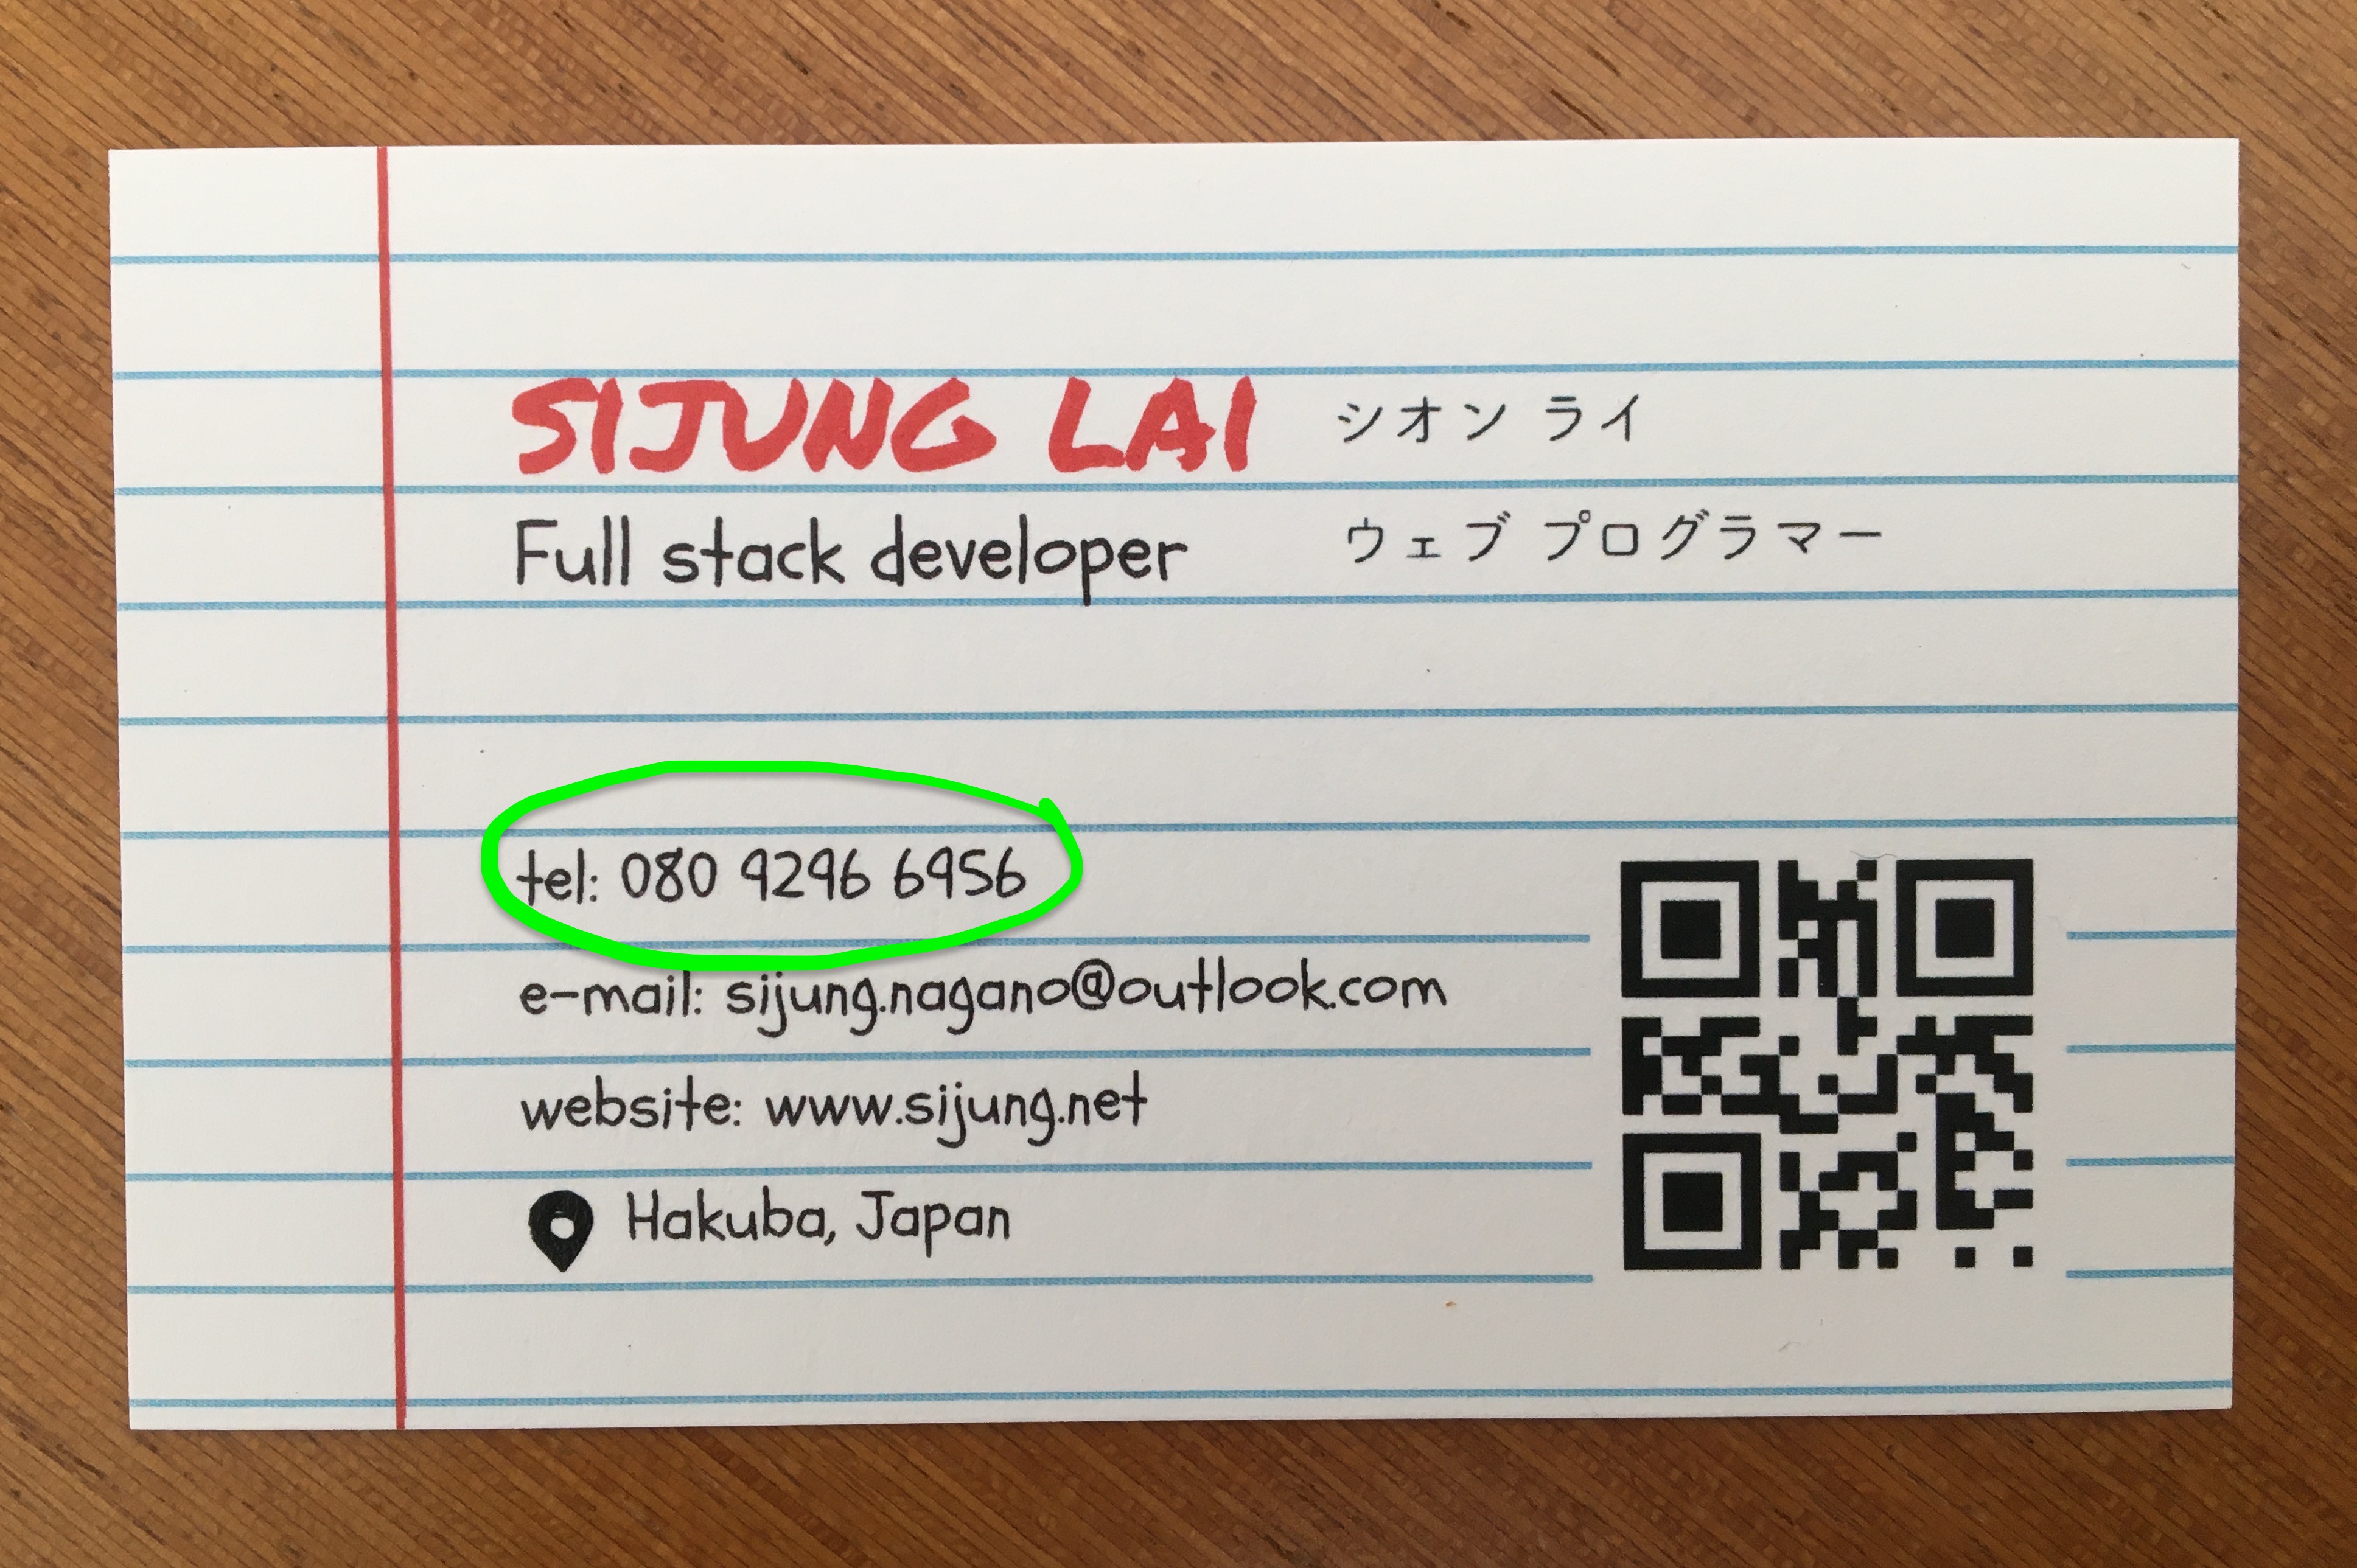 SIJUNG LAI シオン ライ
Full stack developer ウェブ プログラマー
tel: 080 9296 6956
e-mail: sijung.nagano@outlook.com
website: www.sijung.net
Hakuba, Japan